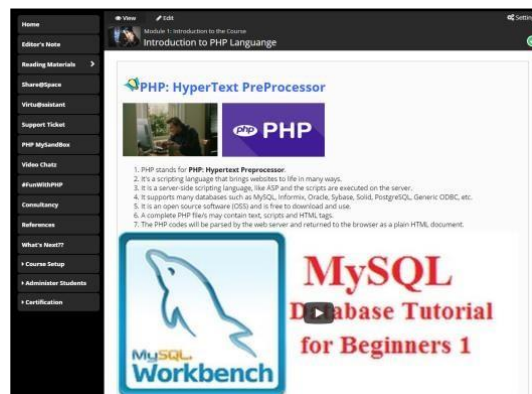 View Edit
Settin
Module 1: Introduction to the Course
Introduction to PHP Languange
Home
Editor's Note
Reading Materials
Share@Space
Virtu@ssistant
Support Ticket
PHP MySandBox
Video Chatz
#FunWithPHP
Consultancy
References
What's Next??
Course Setup
Administer Students
Certification
PHP: HyperText PreProcessor
php PHP
1. PHP stands for PHP: Hypertext Preprocessor.
2. It's a scripting language that brings websites to life in many ways.
3. It is a server-side scripting language, like ASP and the scripts are executed on the server.
4. It supports many databases such as MySQL, Informix, Oracle, Sybase, Solid, PostgreSQL, Generic ODBC, etc.
5. It is an open source software (OSS) and is free to download and use.
6. A complete PHP file/s may contain text, scripts and HTML tags.
7. The PHP codes will be parsed by the web server and returned to the browser as a plain HTML document.
MySQL
Workbench
MySQL
Database Tutorial
for Beginners 1